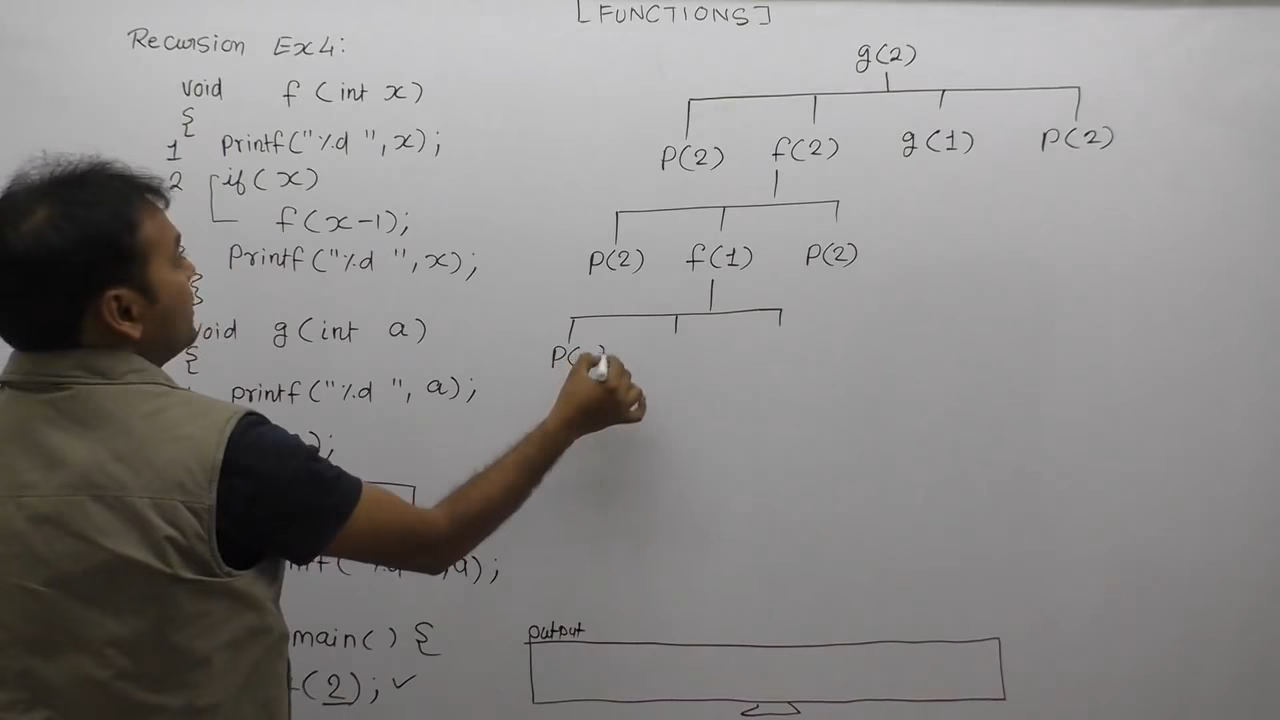 [FUNCTIONS]
Recursion Ex4:
void f (int x)
{
1 printf("%d ",x);
2 if(x)
f(x-1);
Printf("%d ",x);
}
void g(int a)
{
printf("%d ", a);
);
,a);
main() {
(2); ✓
g(2)
P(2) f(2) g(1) P(2)
P(2) f(1) P(2)
P(
output